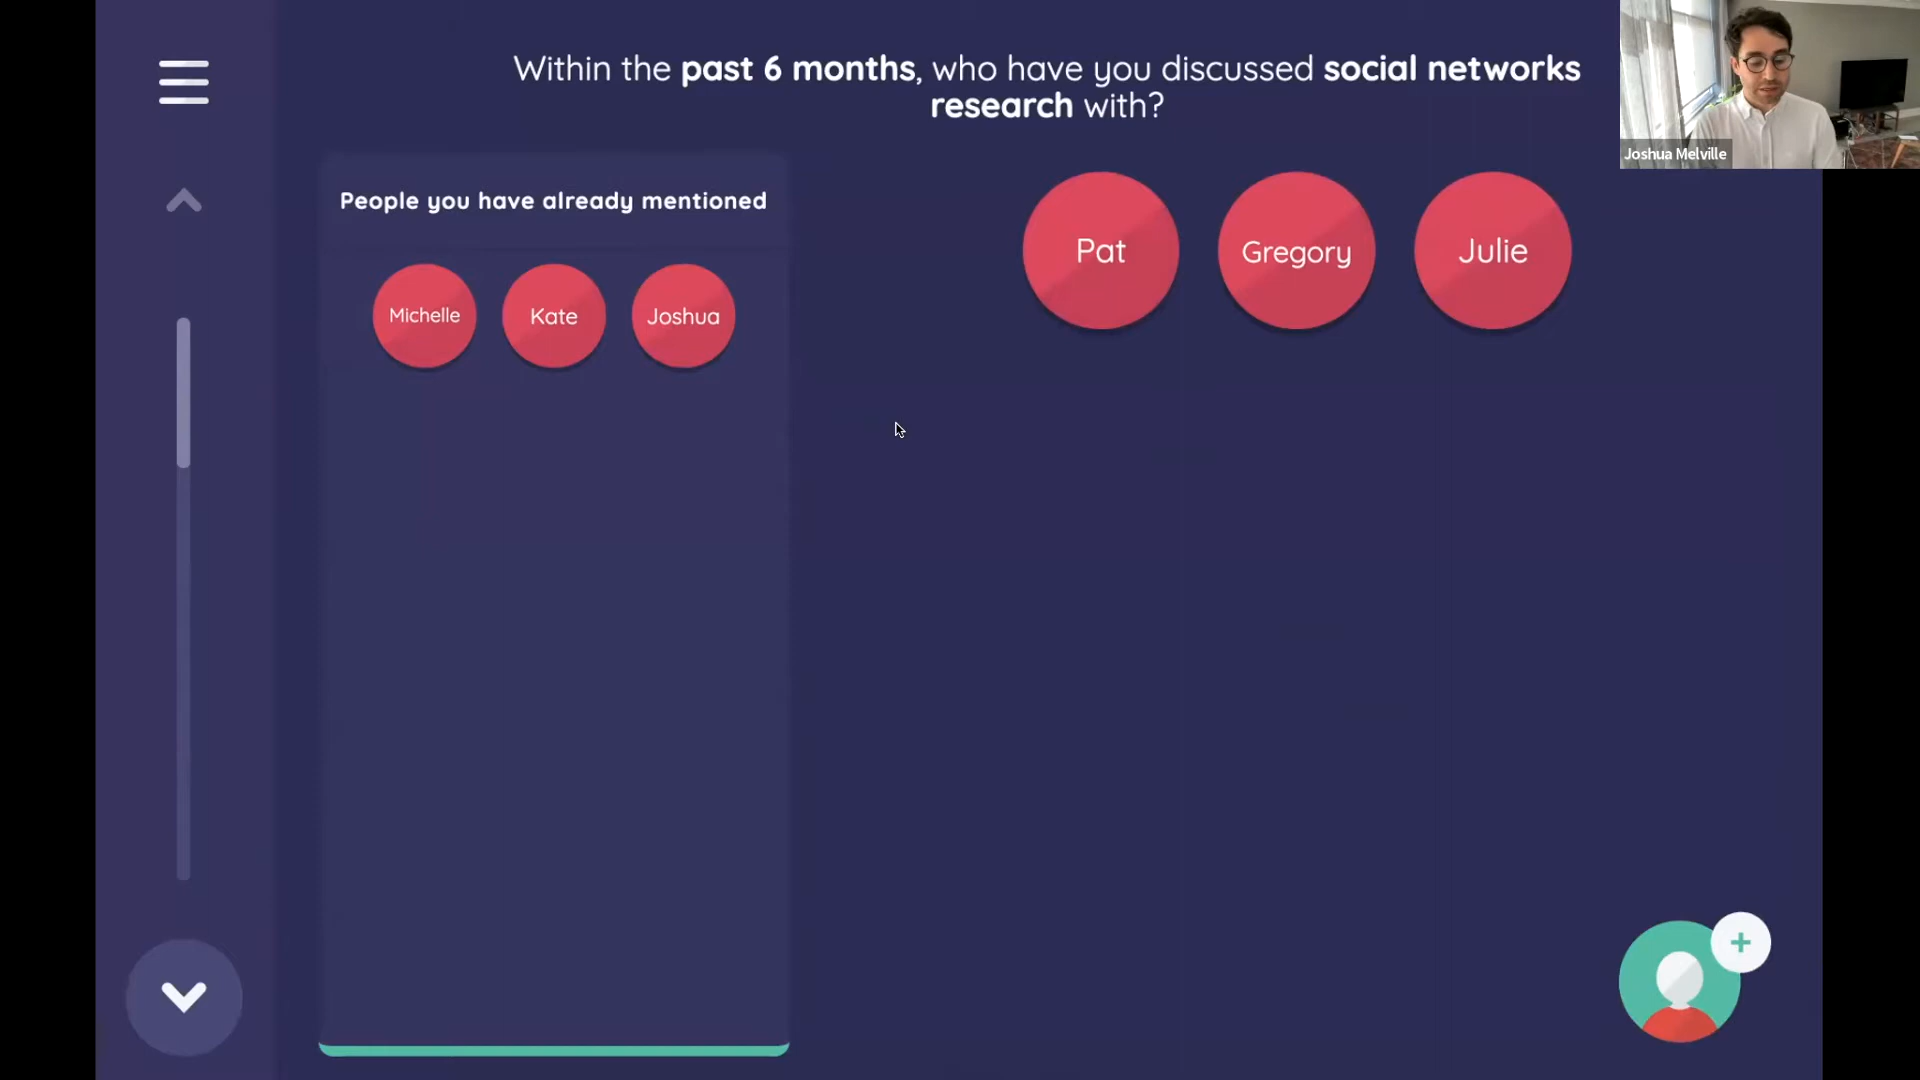 Within the past 6 months, who have you discussed social networks
research with?
Joshua Melville
People you have already mentioned
Pat
Gregory
Julie
Michelle
Kate
Joshua